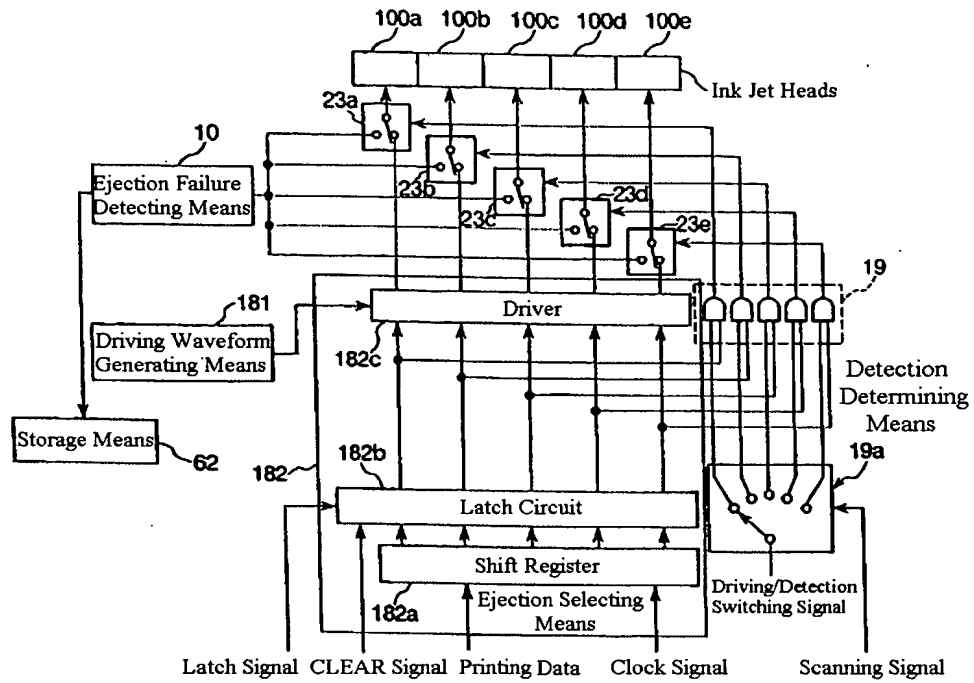 100a 100b 100c 100d 100e
Ink Jet Heads
23a
10
Ejection Failure
Detecting Means
23b
23c
23d
23e
19
181
Driving Waveform
Generating Means
Driver
182c
Detection
Determining
Means
Storage Means
62
182
182b
19a
Latch Circuit
Shift Register
182a
Ejection Selecting
Means
Driving/Detection
Switching Signal
Latch Signal CLEAR Signal Printing Data Clock Signal Scanning Signal